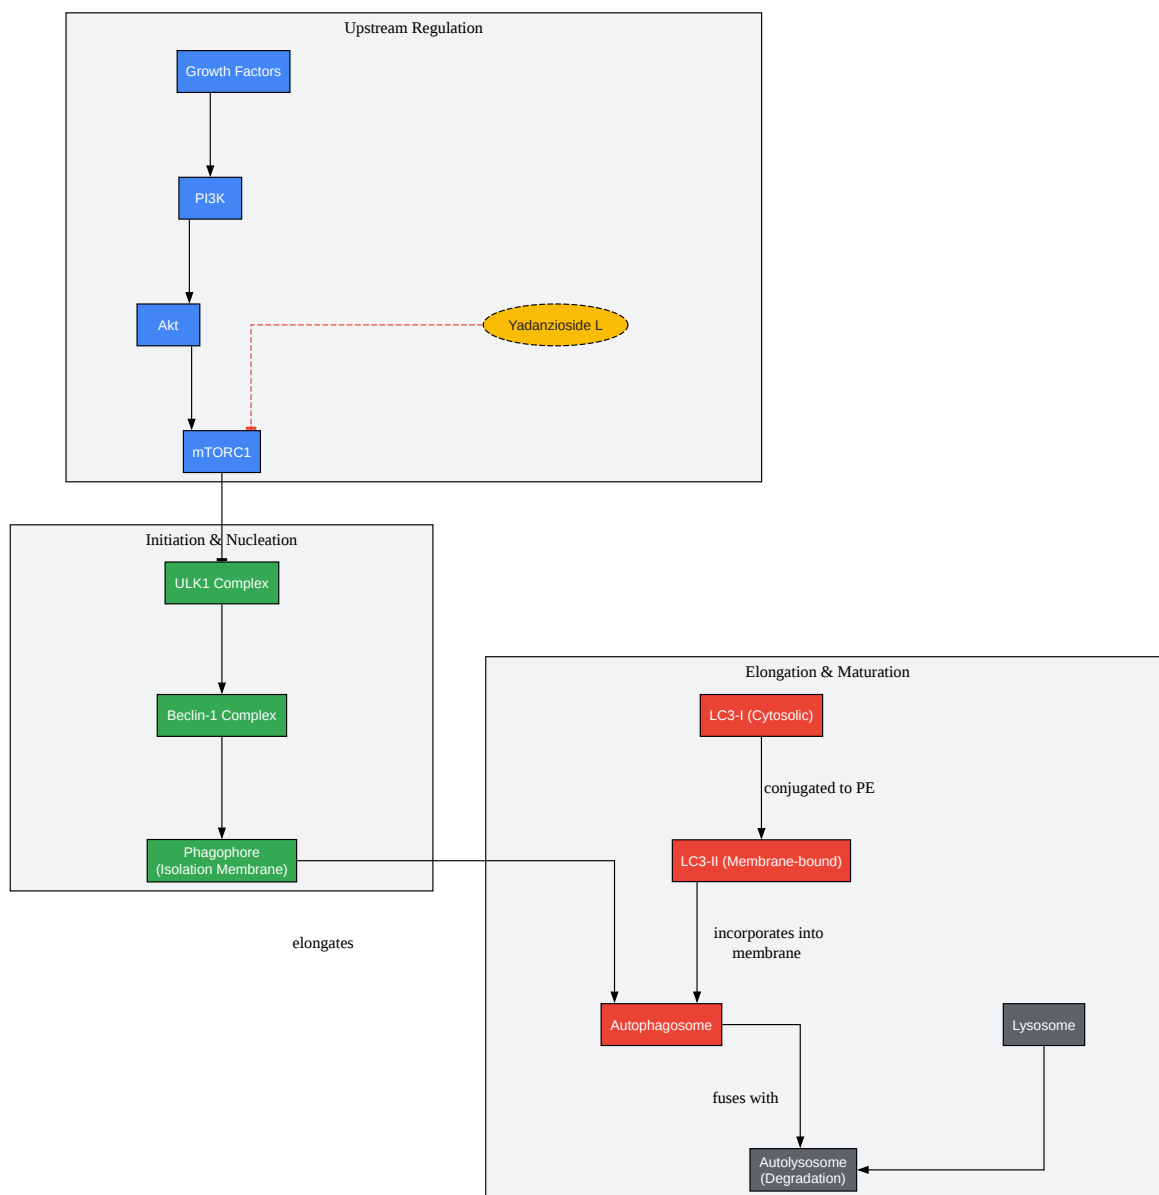 Upstream Regulation
Growth Factors
PI3K
Akt
Yadanzioside L
mTORC1
Initiation & Nucleation
ULK1 Complex
Beclin-1 Complex
Phagophore
(Isolation Membrane)
elongates
Elongation & Maturation
LC3-I (Cytosolic)
conjugated to PE
LC3-II (Membrane-bound)
incorporates into
membrane
Autophagosome
Lysosome
fuses with
Autolysosome
(Degradation)